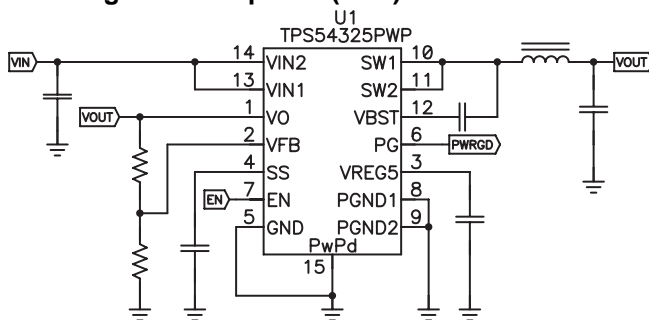 U1
TPS54325PWP
VIN
14 VIN2 SW1 10
13 VIN1 SW2 11
VOUT
1 VO VBST 12
2 VFB PG 6 PWRGD
4 SS VREG5 3
EN 7 EN PGND1 8
5 GND PGND2 9
PwPd
15
VOUT